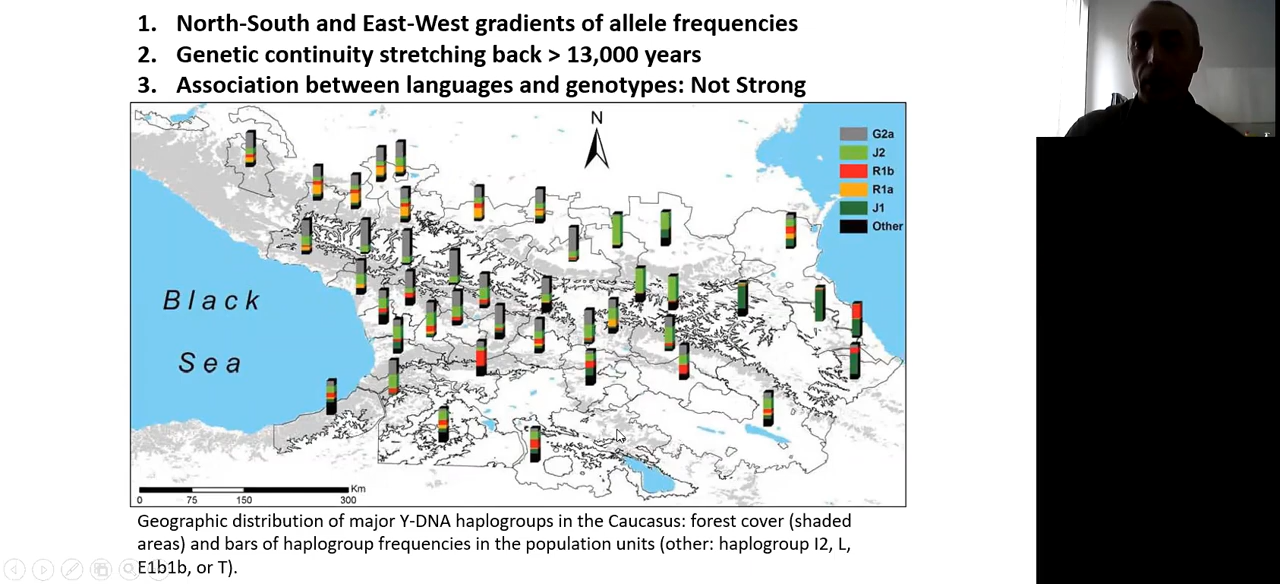 1. North-South and East-West gradients of allele frequencies
2. Genetic continuity stretching back > 13,000 years
3. Association between languages and genotypes: Not Strong
N
G2a
J2
R1b
R1a
J1
Other
Black
Sea
Km
0 75 150 300
Geographic distribution of major Y-DNA haplogroups in the Caucasus: forest cover (shaded
areas) and bars of haplogroup frequencies in the population units (other: haplogroup I2, L,
E1b1b, or T).